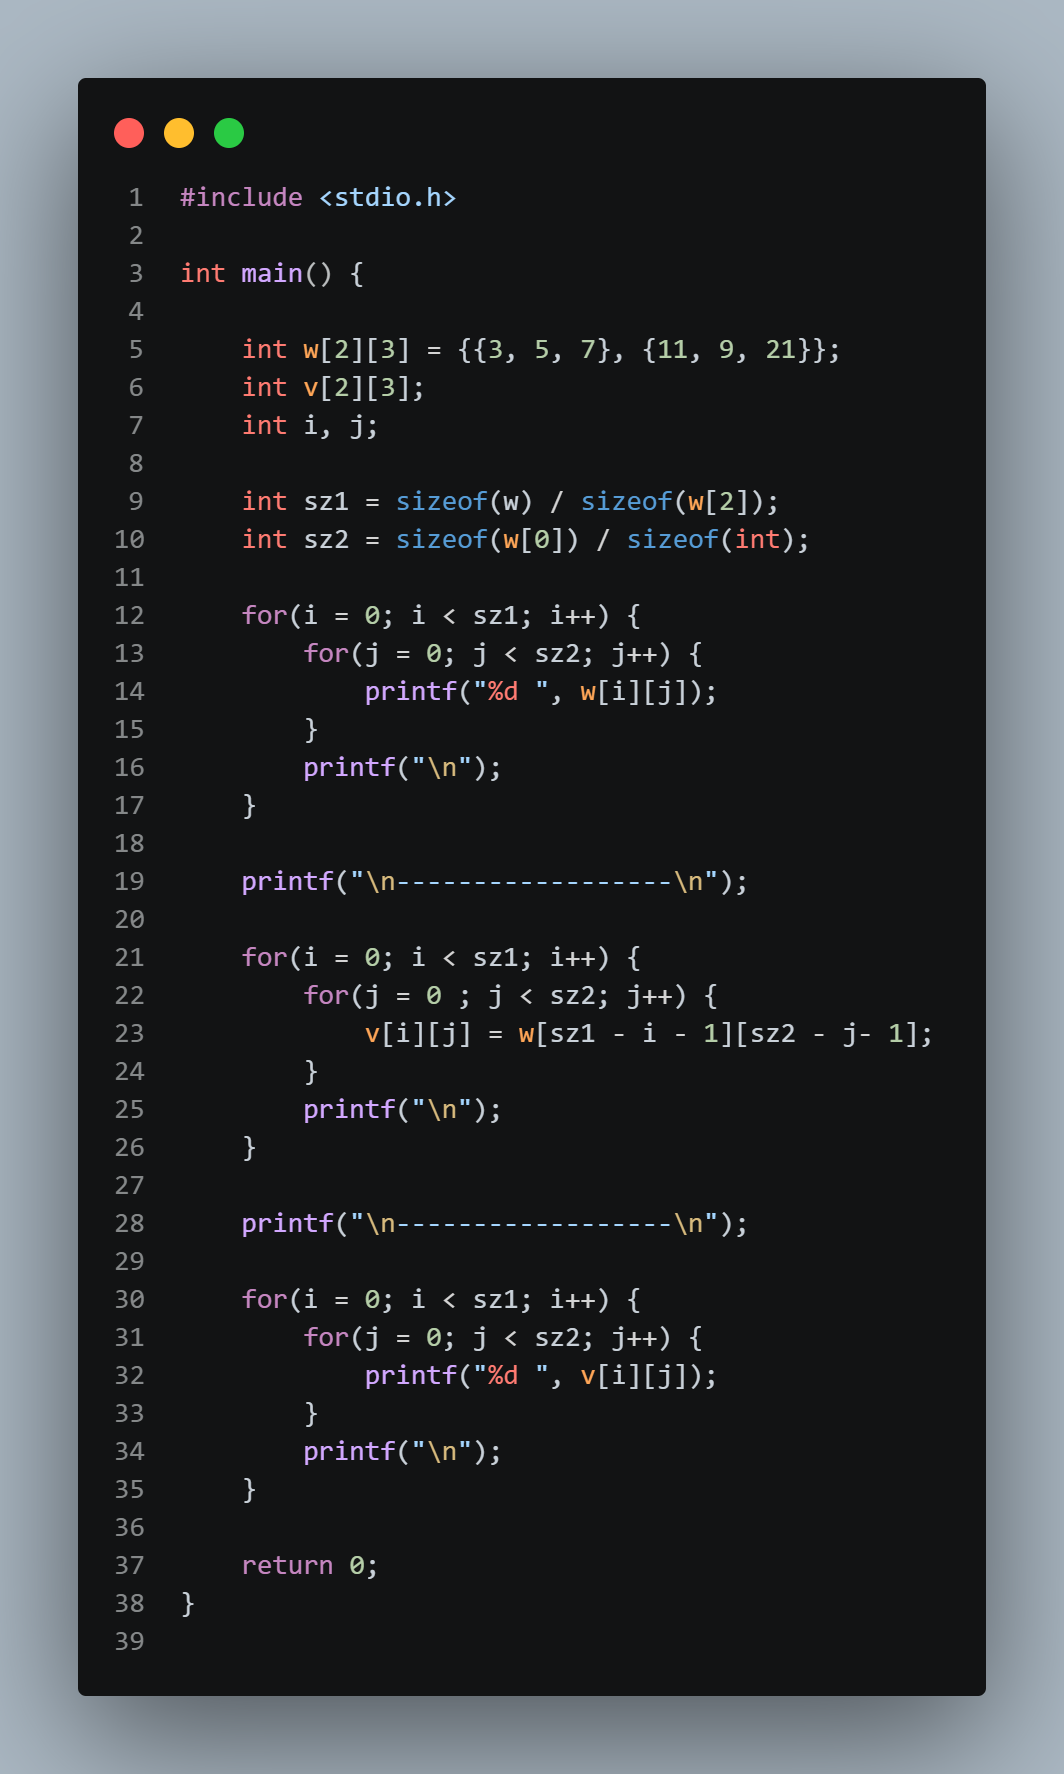 1 #include <stdio.h>
2
3 int main() {
4
5     int w[2][3] = {{3, 5, 7}, {11, 9, 21}};
6     int v[2][3];
7     int i, j;
8
9     int sz1 = sizeof(w) / sizeof(w[2]);
10     int sz2 = sizeof(w[0]) / sizeof(int);
11
12     for(i = 0; i < sz1; i++) {
13         for(j = 0; j < sz2; j++) {
14             printf("%d ", w[i][j]);
15         }
16         printf("\n");
17     }
18
19     printf("\n------------------\n");
20
21     for(i = 0; i < sz1; i++) {
22         for(j = 0 ; j < sz2; j++) {
23             v[i][j] = w[sz1 - i - 1][sz2 - j- 1];
24         }
25         printf("\n");
26     }
27
28     printf("\n------------------\n");
29
30     for(i = 0; i < sz1; i++) {
31         for(j = 0; j < sz2; j++) {
32             printf("%d ", v[i][j]);
33         }
34         printf("\n");
35     }
36
37     return 0;
38 }
39